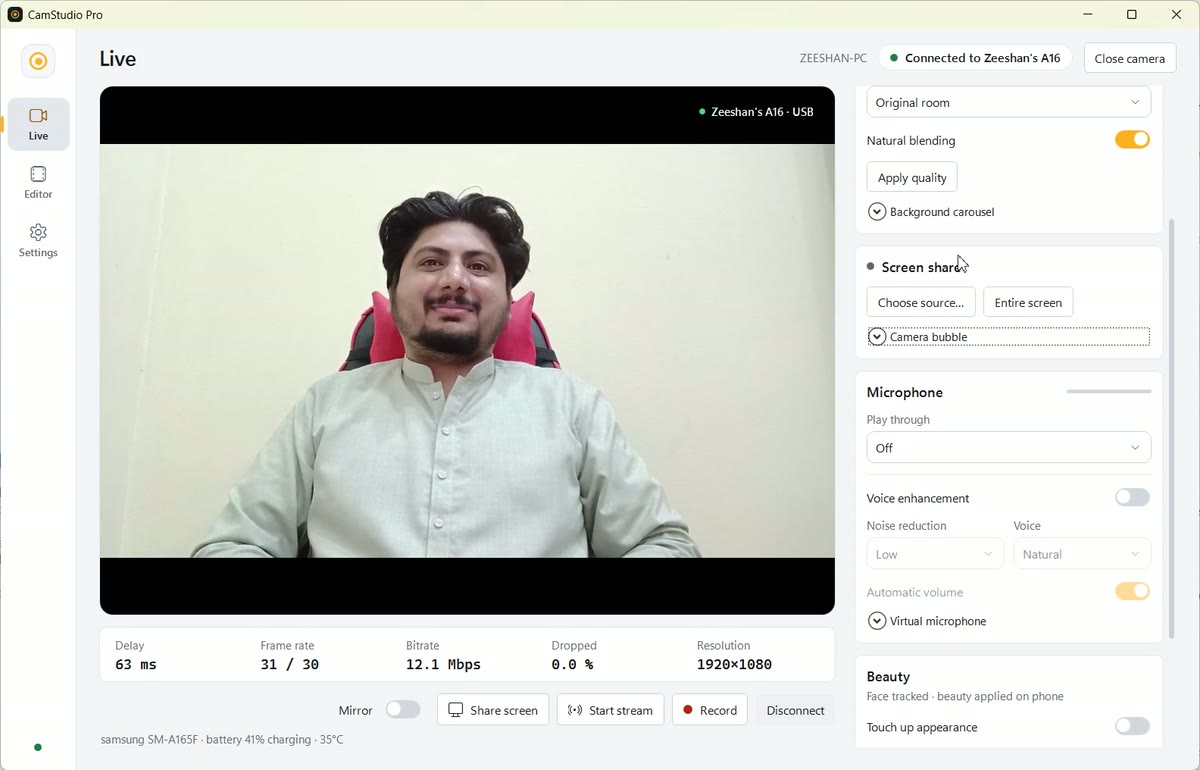 CamStudio Pro
Live
ZEESHAN-PC
Connected to Zeeshan's A16
Close camera
Live
Editor
Settings
Zeeshan's A16 · USB
Original room
Natural blending
Apply quality
Background carousel
Screen share
Choose source...
Entire screen
Camera bubble
Microphone
Play through
Off
Voice enhancement
Noise reduction
Voice
Low
Natural
Automatic volume
Virtual microphone
Beauty
Face tracked · beauty applied on phone
Touch up appearance
Delay
Frame rate
Bitrate
Dropped
Resolution
63 ms
31 / 30
12.1 Mbps
0.0 %
1920×1080
Mirror
Share screen
Start stream
Record
Disconnect
samsung SM-A165F · battery 41% charging · 35°C